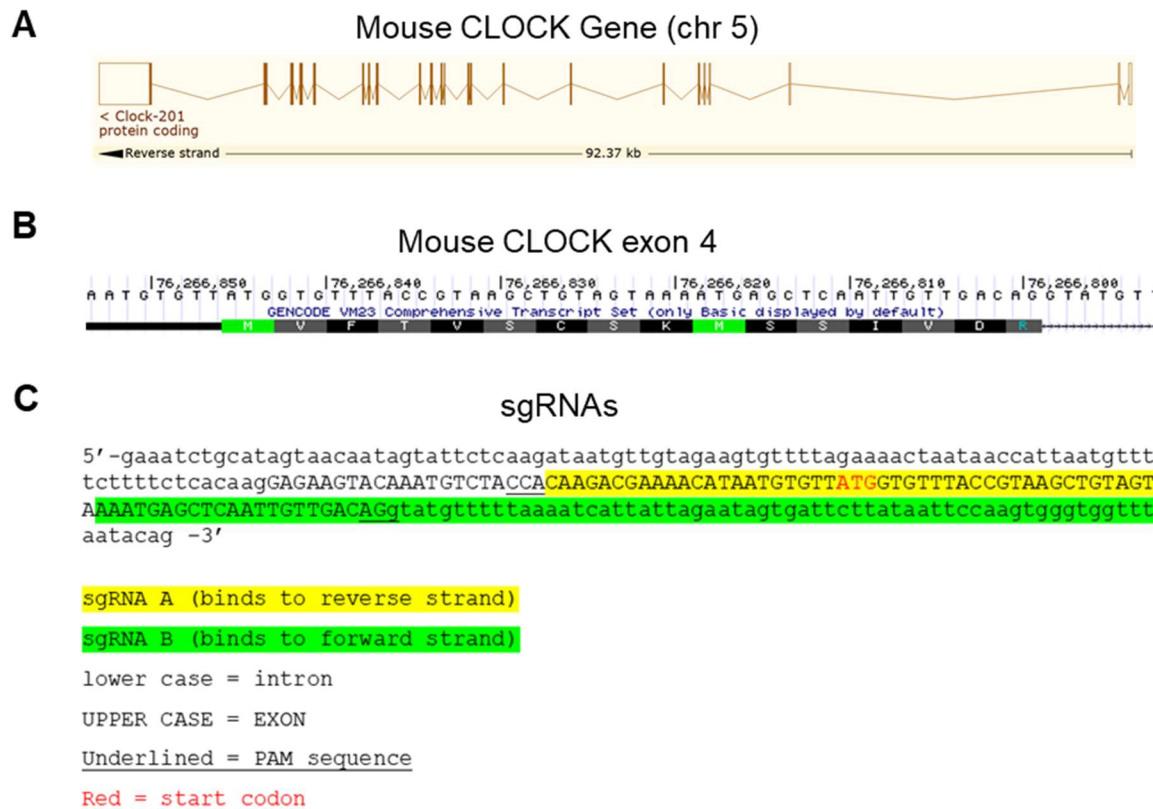 A
Mouse CLOCK Gene (chr 5)
< Clock-201
protein coding
Reverse strand
92.37 kb
B
Mouse CLOCK exon 4
|76,266,850 |76,266,840 |76,266,830 |76,266,820 |76,266,810 |76,266,800
A A T G T G T T A T G G T G T T T A C C G T A A G C T G T A G T A A A A T G A G C T C A A T T G T T G A C A G G T A T G T T
GENCODE VM23 Comprehensive Transcript Set (only Basic displayed by default)
M V F T V S C S K M S S I V D R
C
sgRNAs
5’-gaaatctgcatagtaacaatagtattctcaagataatgttgtagaagtgttttagaaaactaataaccattaatgttt
tcttttctcacaagGAGAAGTACAAATGTCTACCACAAGACGAAAACATAATGTGTTATGGTGTTTACCGTAAGCTGTAGT
AAAATGAGCTCAATTGTTGACAGgtatgtttttaaaatcattattagaatagtgattcttataattccaagtgggtggttt
aatacag -3’
sgRNA A (binds to reverse strand)
sgRNA B (binds to forward strand)
lower case = intron
UPPER CASE = EXON
Underlined = PAM sequence
Red = start codon